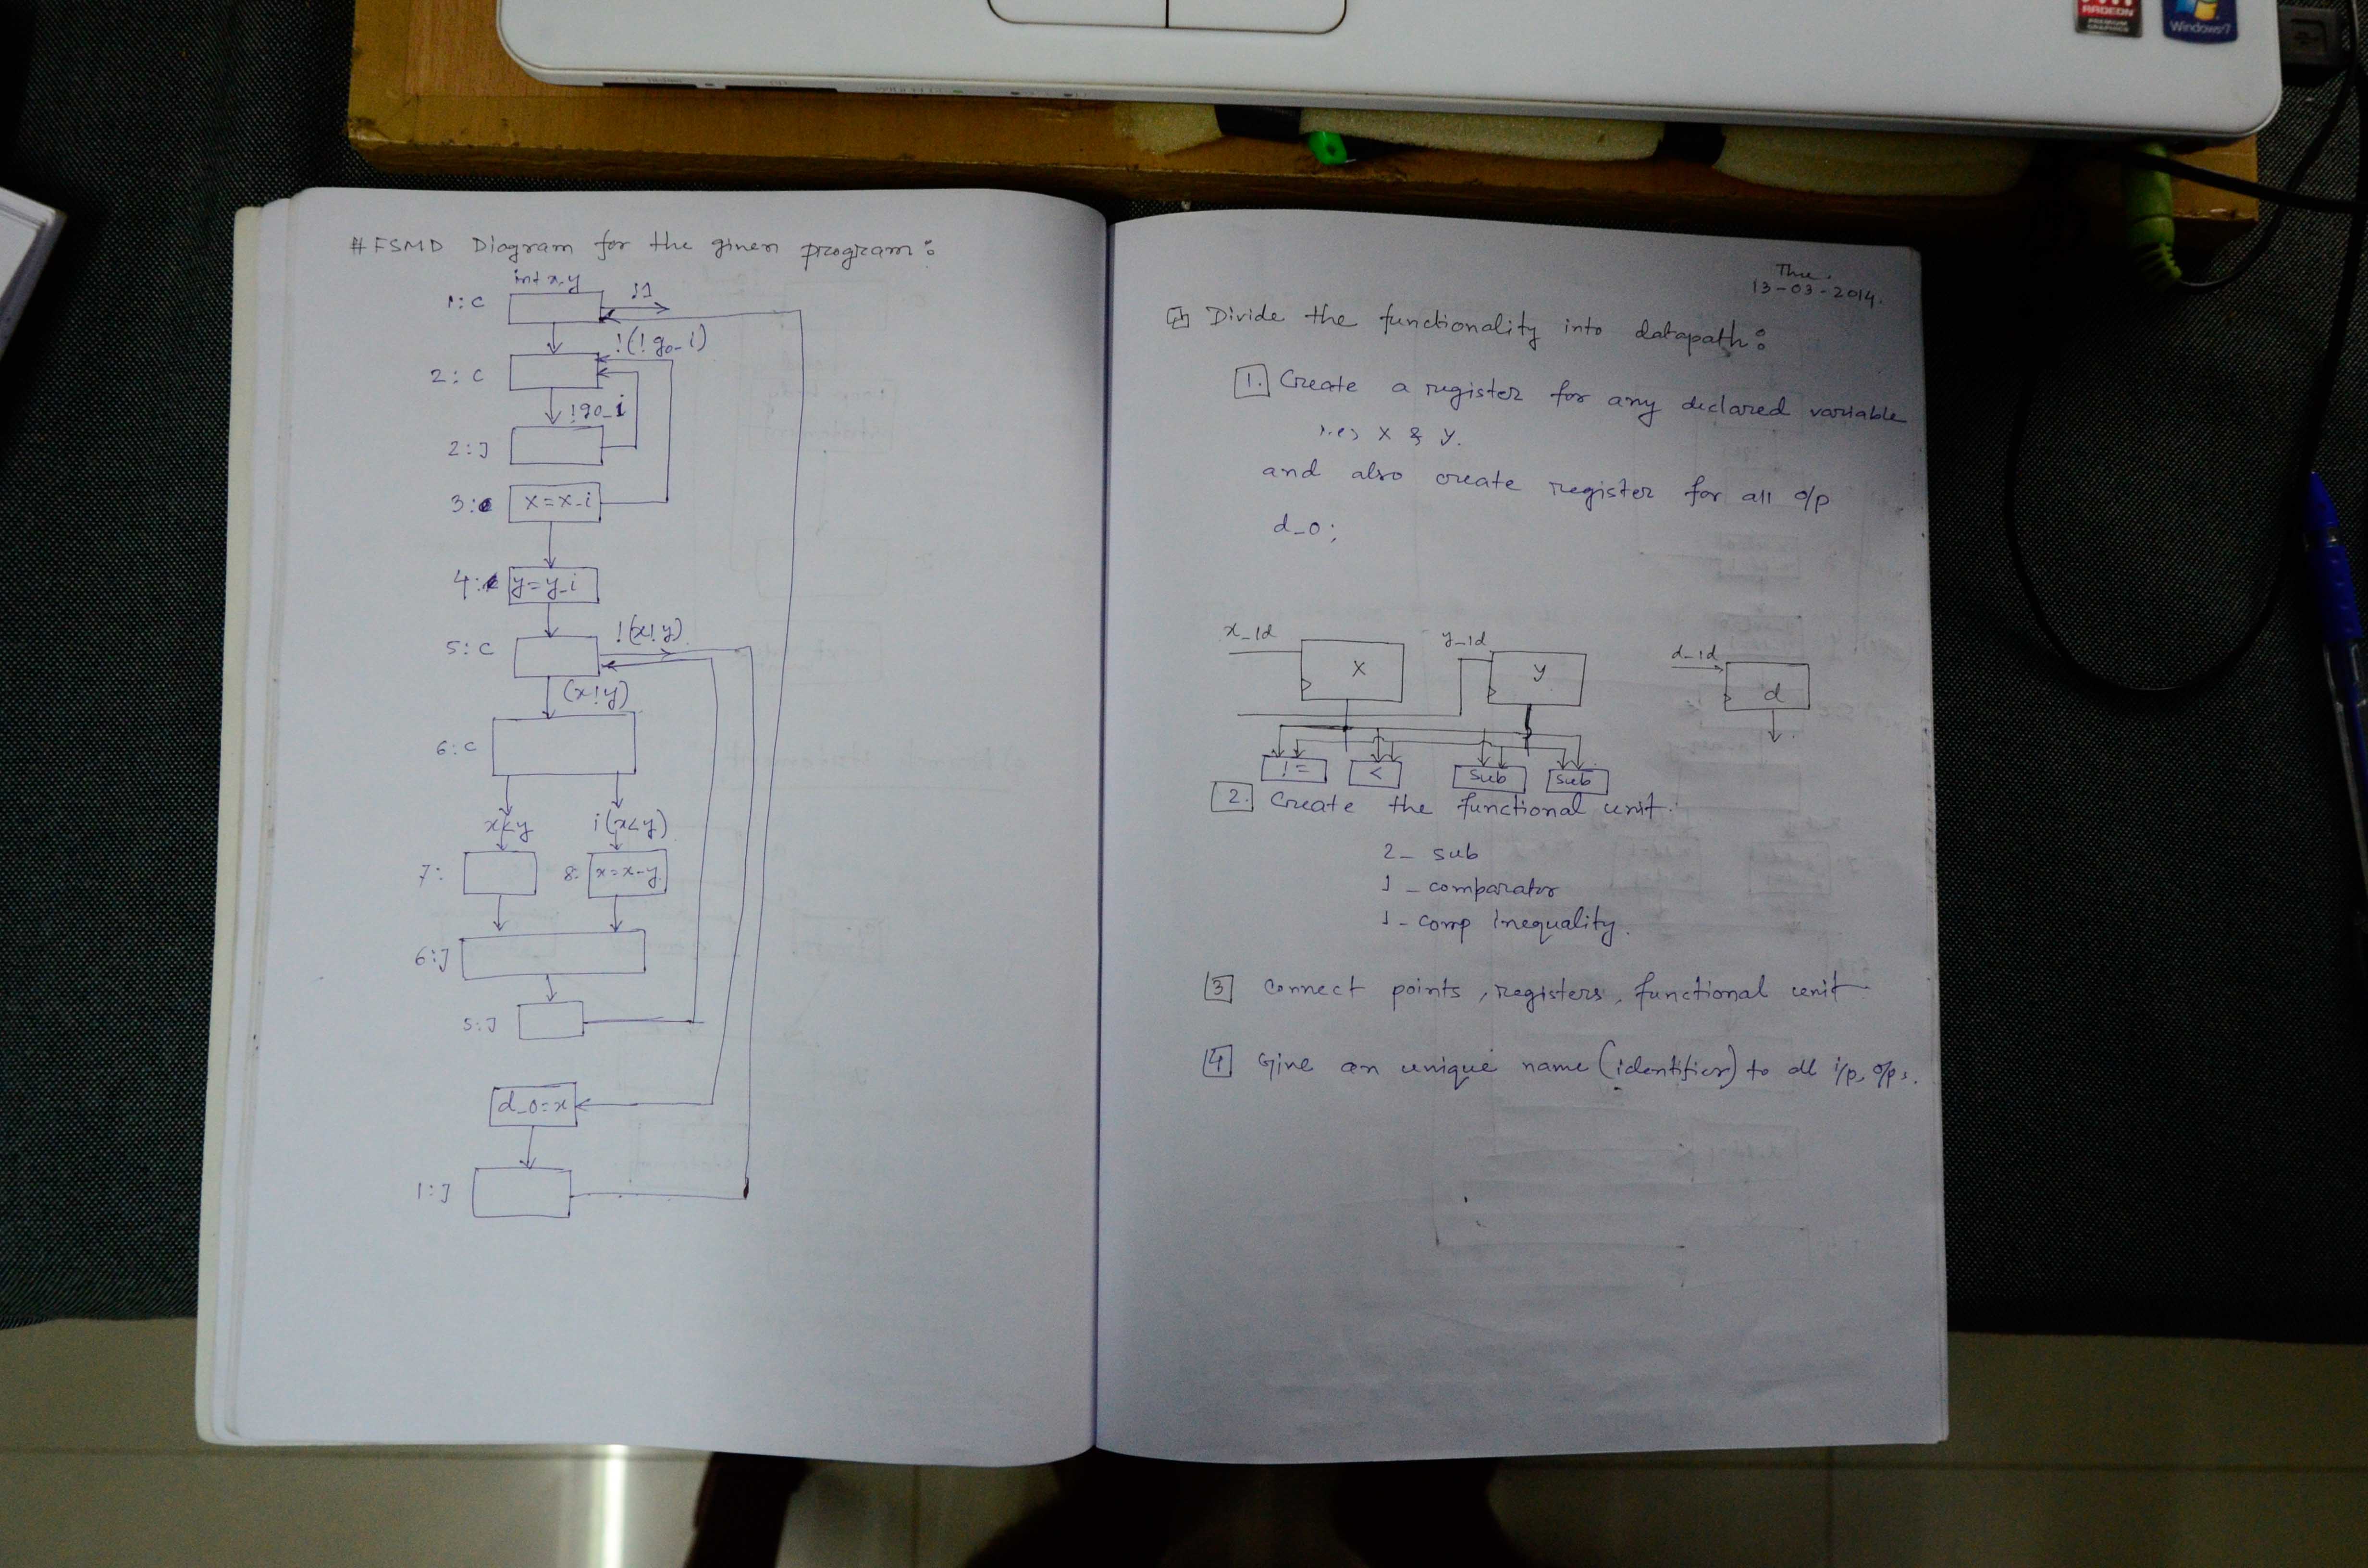 RADEON
PREMIUM
GRAPHICS
Windows 7
# FSMD Diagram for the given program:
int x,y
1: C
!1
!(!go_i)
2: C
!go_i
2: J
3:
x=x_i
4:
y=y_i
5: C
!(x!y)
(x!y)
6: C
x<y
!(x<y)
7:
8:
x=x-y
6: J
5: J
d_o=x
1: J
Thu.
13-03-2014.
Divide the functionality into datapath:
1. Create a register for any declared variable
i.e, X & Y.
and also create register for all o/p
d_o;
x_ld
X
y_ld
y
d_ld
d
!=
<
sub
sub
2. Create the functional unit.
2- sub
1 - comparator
1- comp Inequality.
3 Connect points, registers, functional unit
4 Give an unique name (identifier) to all i/p, o/ps.